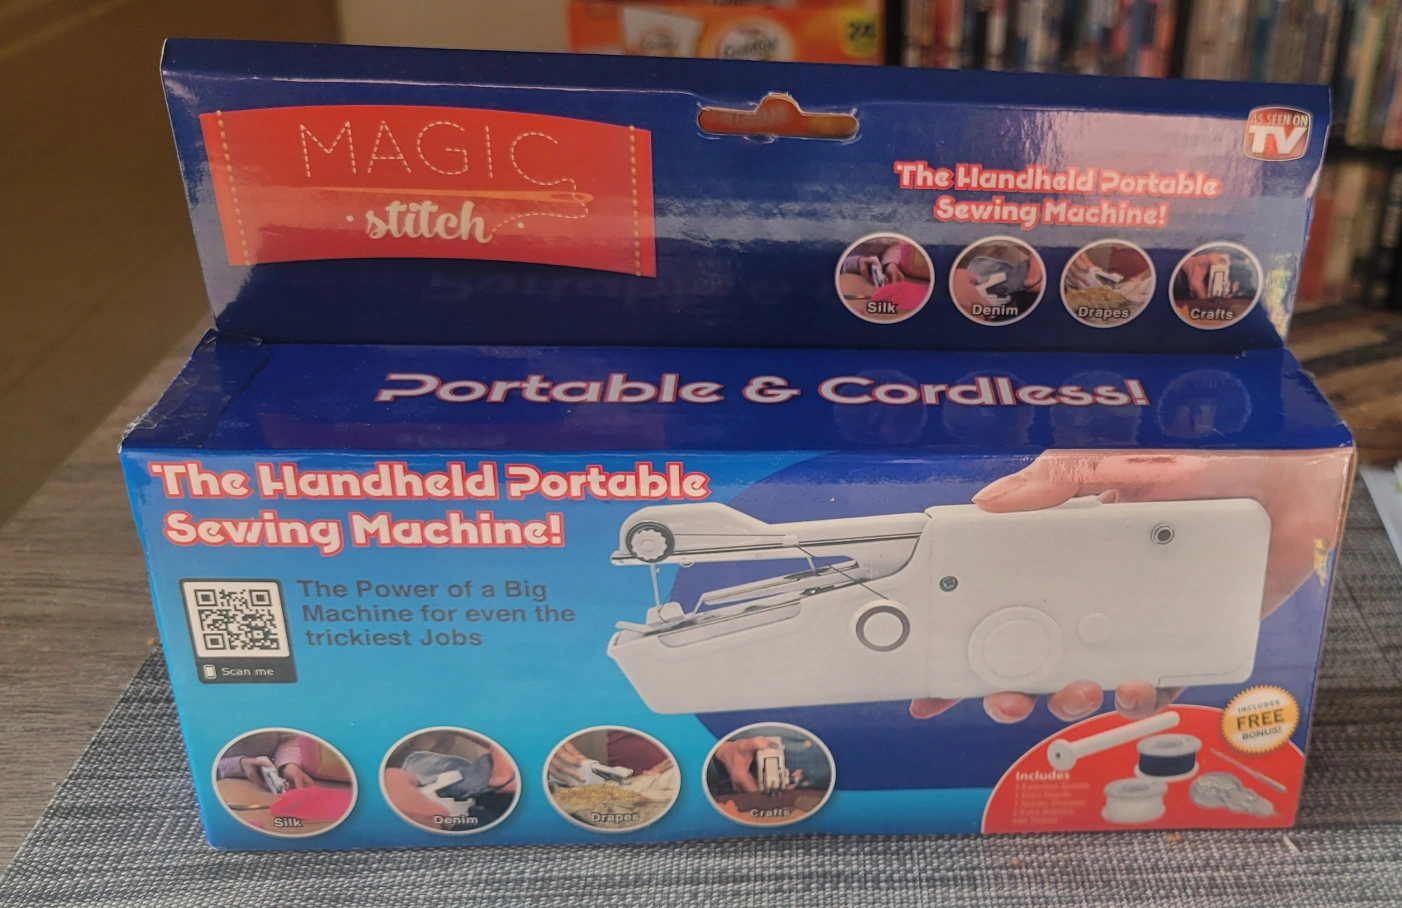 MAGIC
stitch
AS SEEN ON
TV
The Handheld Portable
Sewing Machine!
Silk
Denim
Drapes
Crafts
Portable & Cordless!
The Handheld Portable
Sewing Machine!
The Power of a Big
Machine for even the
trickiest Jobs
Scan me
Silk
Denim
Drapes
Crafts
INCLUDES
FREE
BONUS!
Includes